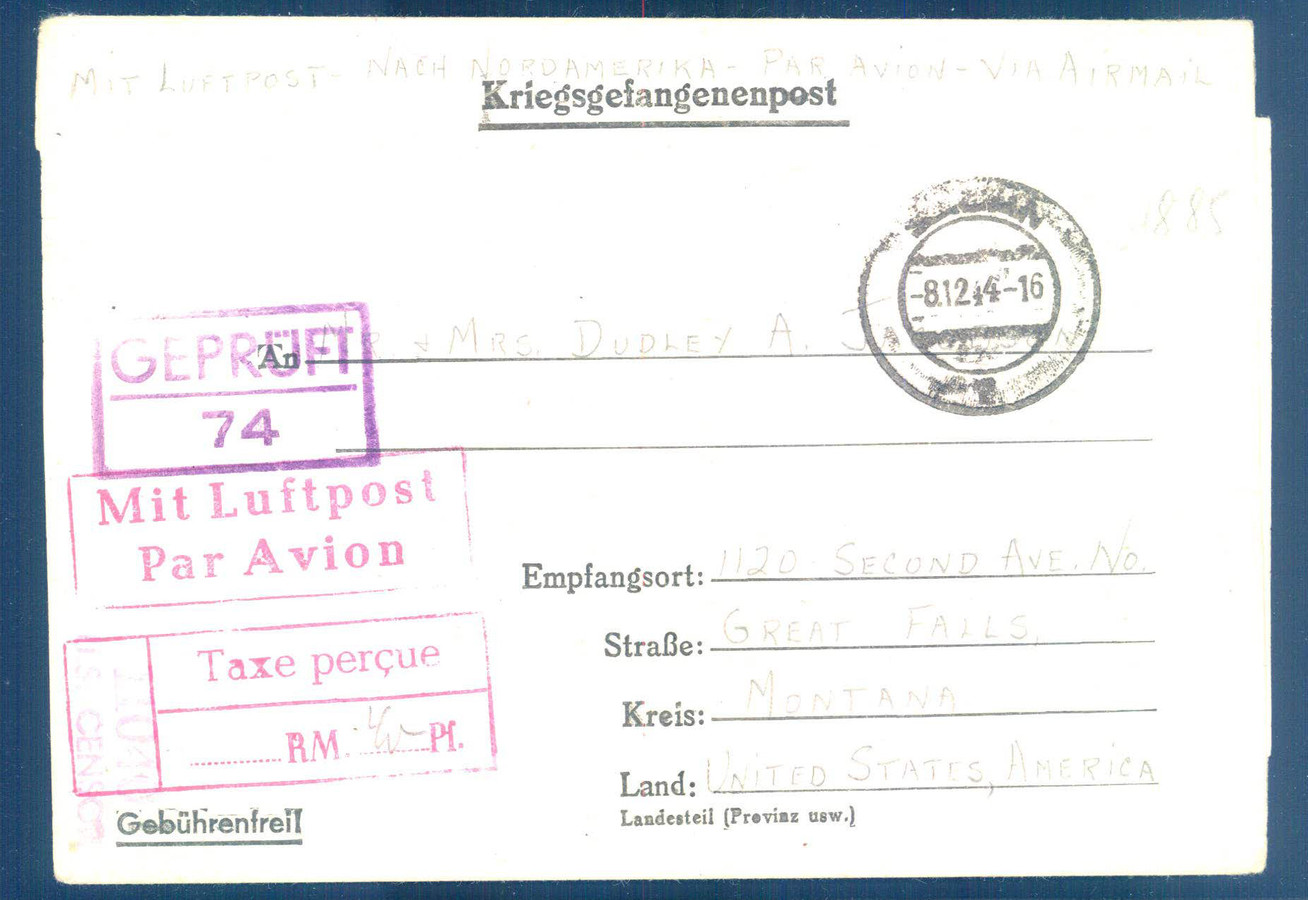 MIT LUFTPOST - NACH NORDAMERIKA - PAR AVION - VIA AIRMAIL
Kriegsgefangenenpost
1885
-8.12.44-16
GEPRÜFT
74
An MR & MRS. DUDLEY A.
Mit Luftpost
Par Avion
Empfangsort: 1120 SECOND AVE. NO.
Straße: GREAT FALLS,
Kreis: MONTANA
Land: UNITED STATES, AMERICA
Landesteil (Provinz usw.)
Taxe perçue
RM. Pf.
U.S. CENSOR
Gebührenfrei!